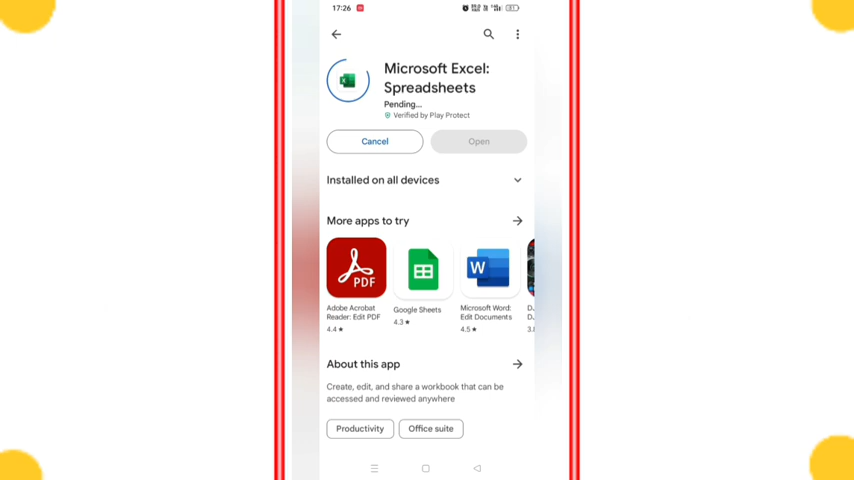 17:26
Microsoft Excel:
Spreadsheets
Pending...
Verified by Play Protect
Cancel
Open
Installed on all devices
More apps to try
PDF
W
Adobe Acrobat
Reader: Edit PDF
4.4 ★
Google Sheets
4.3 ★
Microsoft Word:
Edit Documents
4.5 ★
D..
D..
3.
About this app
Create, edit, and share a workbook that can be
accessed and reviewed anywhere
Productivity
Office suite